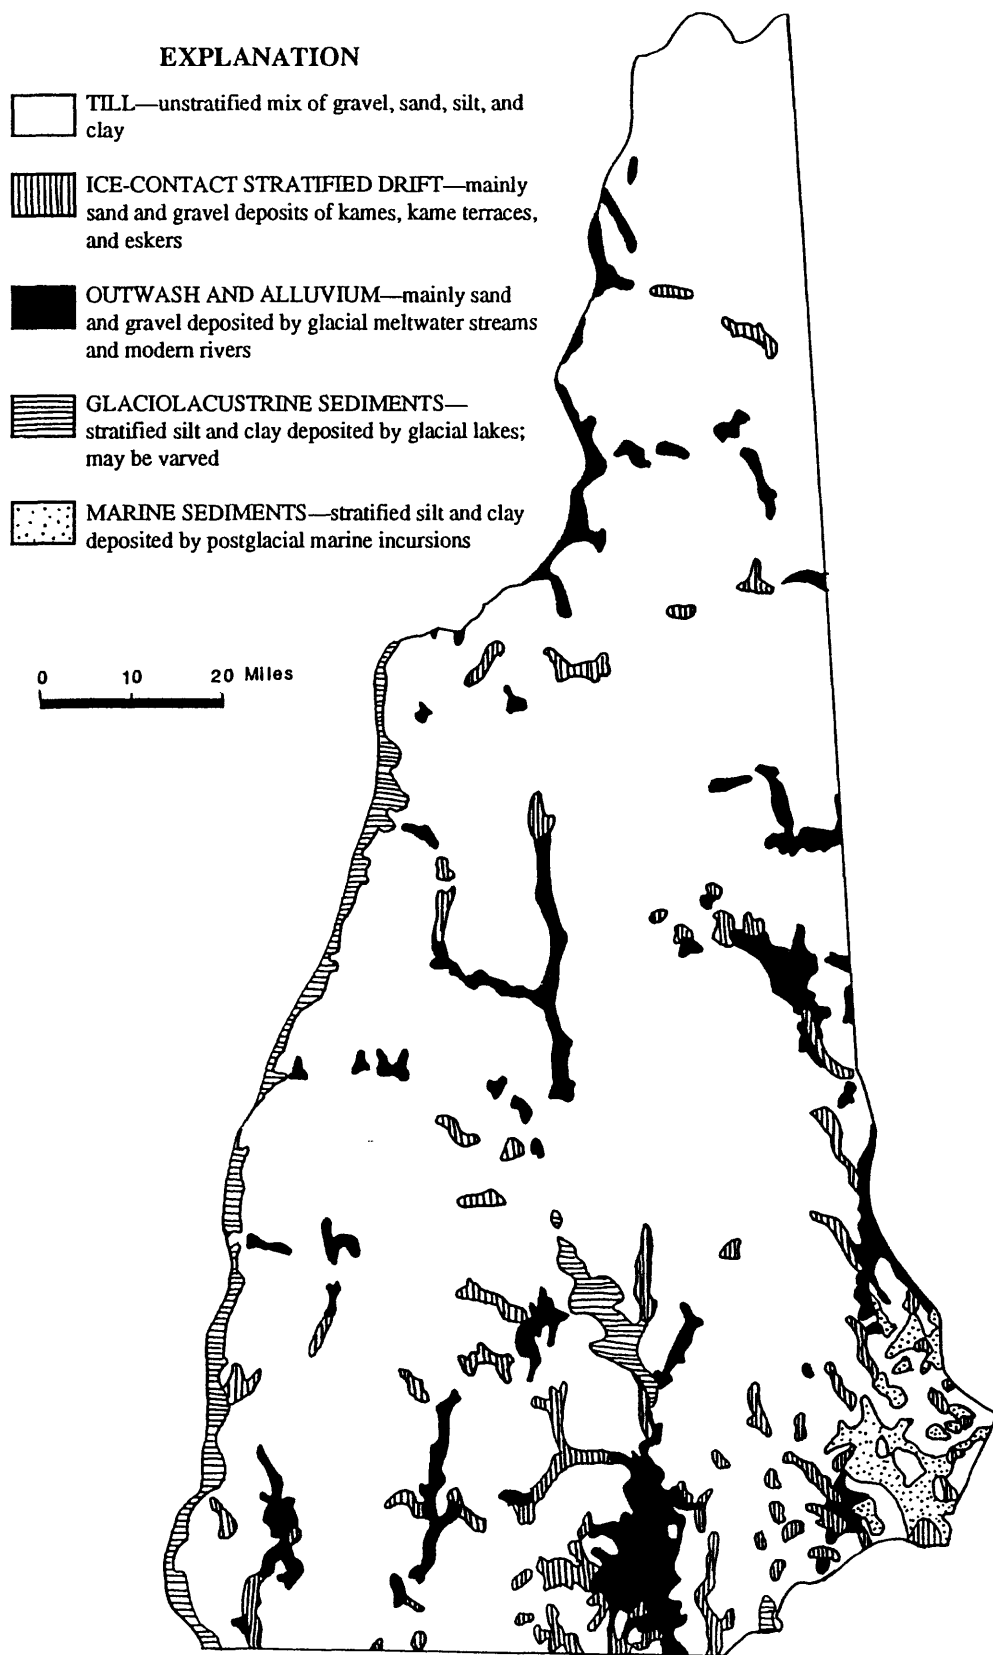 EXPLANATION
TILL—unstratified mix of gravel, sand, silt, and
clay
ICE-CONTACT STRATIFIED DRIFT—mainly
sand and gravel deposits of kames, kame terraces,
and eskers
OUTWASH AND ALLUVIUM—mainly sand
and gravel deposited by glacial meltwater streams
and modern rivers
GLACIOLACUSTRINE SEDIMENTS—
stratified silt and clay deposited by glacial lakes;
may be varved
MARINE SEDIMENTS—stratified silt and clay
deposited by postglacial marine incursions
0 10 20 Miles